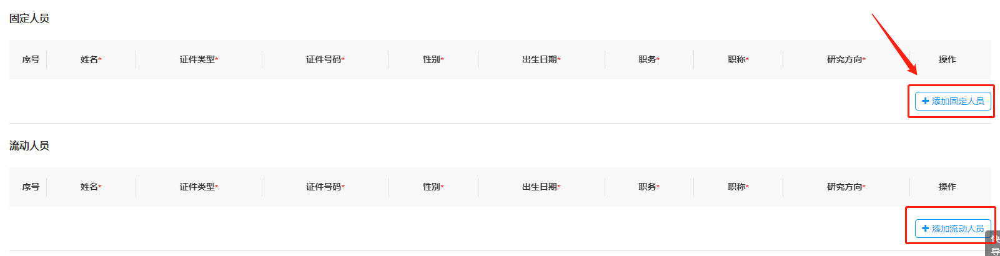 固定人员
序号 姓名* 证件类型* 证件号码* 性别* 出生日期* 职务* 职称* 研究方向* 操作
+ 添加固定人员
流动人员
序号 姓名* 证件类型* 证件号码* 性别* 出生日期* 职务* 职称* 研究方向* 操作
+ 添加流动人员
快
导